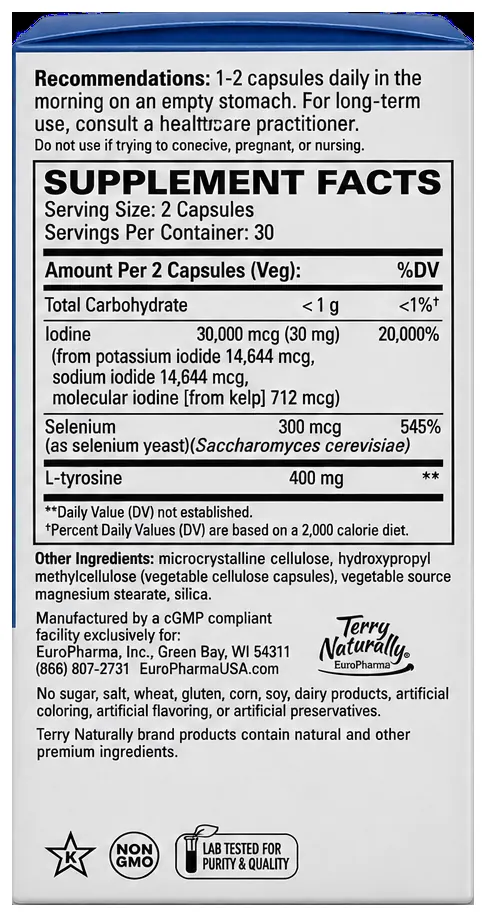 Recommendations: 1-2 capsules daily in the
morning on an empty stomach. For long-term
use, consult a healthcare practitioner.
Do not use if trying to conecive, pregnant, or nursing.
SUPPLEMENT FACTS
Serving Size: 2 Capsules
Servings Per Container: 30
Amount Per 2 Capsules (Veg): %DV
Total Carbohydrate < 1 g <1%†
Iodine 30,000 mcg (30 mg) 20,000%
(from potassium iodide 14,644 mcg,
sodium iodide 14,644 mcg,
molecular iodine [from kelp] 712 mcg)
Selenium 300 mcg 545%
(as selenium yeast)(Saccharomyces cerevisiae)
L-tyrosine 400 mg **
**Daily Value (DV) not established.
†Percent Daily Values (DV) are based on a 2,000 calorie diet.
Other Ingredients: microcrystalline cellulose, hydroxypropyl
methylcellulose (vegetable cellulose capsules), vegetable source
magnesium stearate, silica.
Manufactured by a cGMP compliant
facility exclusively for:
EuroPharma, Inc., Green Bay, WI 54311
(866) 807-2731 EuroPharmaUSA.com
Terry
Naturally®
EuroPharma
No sugar, salt, wheat, gluten, corn, soy, dairy products, artificial
coloring, artificial flavoring, or artificial preservatives.
Terry Naturally brand products contain natural and other
premium ingredients.
K
NON
GMO
LAB TESTED FOR
PURITY & QUALITY